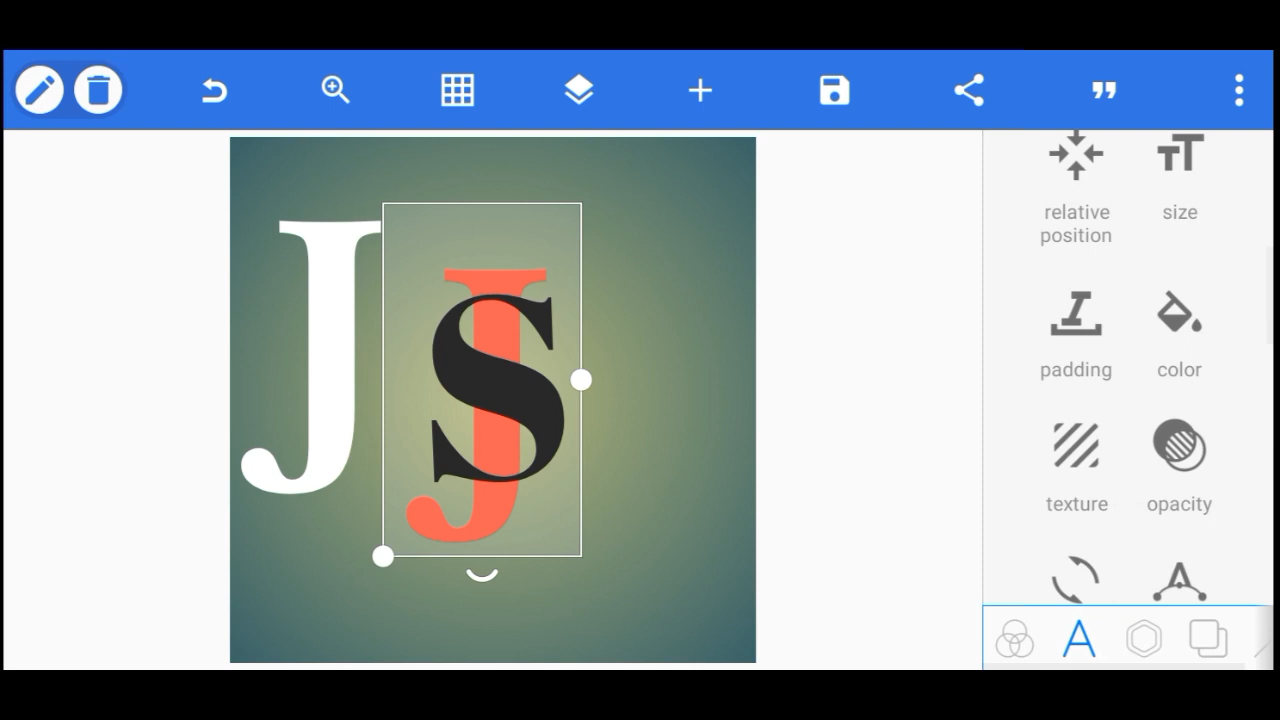 J
J
S
relative
position
size
padding
color
texture
opacity